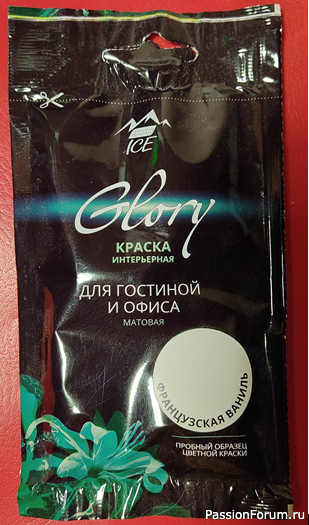 ICE
Glory
КРАСКА
ИНТЕРЬЕРНАЯ
ДЛЯ ГОСТИНОЙ
И ОФИСА
МАТОВАЯ
ФРАНЦУЗСКАЯ ВАНИЛЬ
ПРОБНЫЙ ОБРАЗЕЦ
ЦВЕТНОЙ КРАСКИ
PassionForum.ru